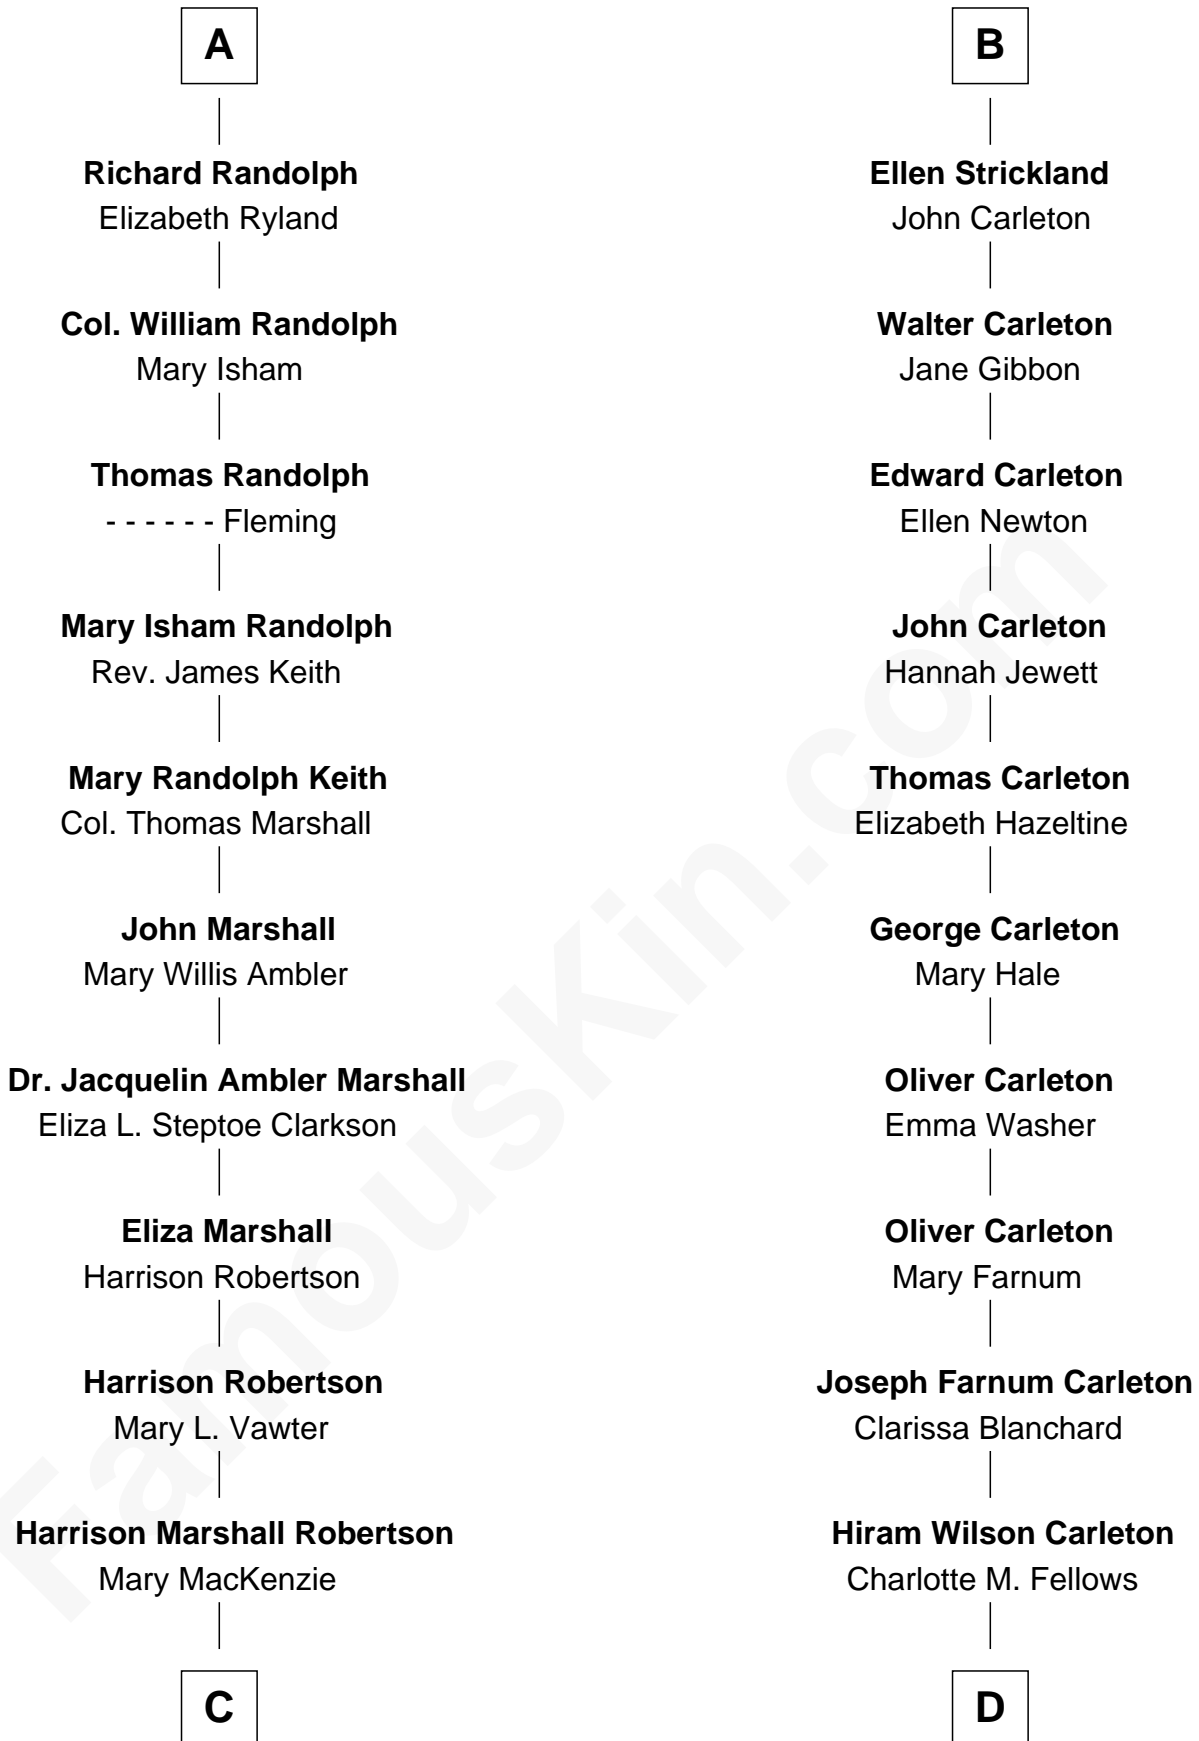 A
Richard Randolph
Elizabeth Ryland
Col. William Randolph
Mary Isham
Thomas Randolph
- - - - - - Fleming
Mary Isham Randolph
Rev. James Keith
Mary Randolph Keith
Col. Thomas Marshall
John Marshall
Mary Willis Ambler
Dr. Jacquelin Ambler Marshall
Eliza L. Steptoe Clarkson
Eliza Marshall
Harrison Robertson
Harrison Robertson
Mary L. Vawter
Harrison Marshall Robertson
Mary MacKenzie
C
B
Ellen Strickland
John Carleton
Walter Carleton
Jane Gibbon
Edward Carleton
Ellen Newton
John Carleton
Hannah Jewett
Thomas Carleton
Elizabeth Hazeltine
George Carleton
Mary Hale
Oliver Carleton
Emma Washer
Oliver Carleton
Mary Farnum
Joseph Farnum Carleton
Clarissa Blanchard
Hiram Wilson Carleton
Charlotte M. Fellows
D
FamousKin.com